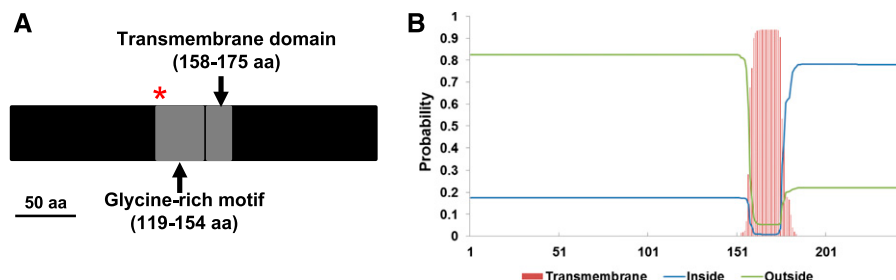 A
Transmembrane domain
(158-175 aa)
*
Glycine-rich motif
(119-154 aa)
50 aa
B
Probability
1
0.9
0.8
0.7
0.6
0.5
0.4
0.3
0.2
0.1
0
1 51 101 151 201
Transmembrane Inside Outside